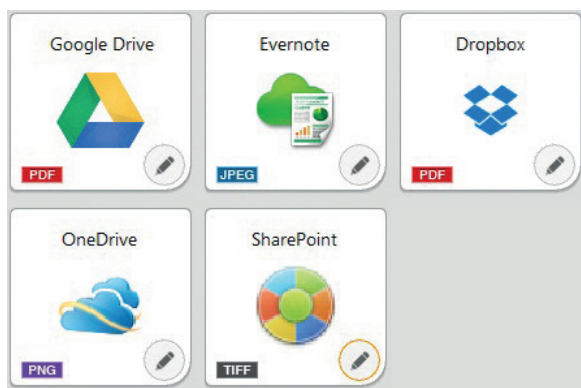 Google Drive
Evernote
Dropbox
PDF
JPEG
PDF
OneDrive
SharePoint
PNG
TIFF